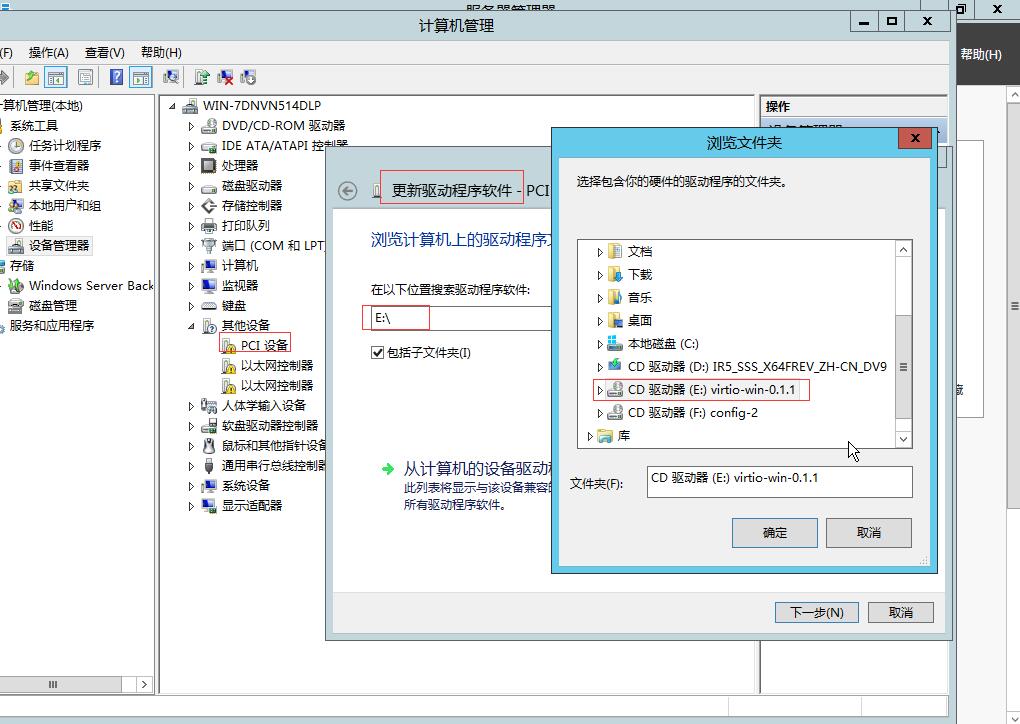 服务器管理器
计算机管理
帮助(H)
(F) 操作(A) 查看(V) 帮助(H)
计算机管理(本地)
系统工具
任务计划程序
事件查看器
共享文件夹
本地用户和组
性能
设备管理器
存储
Windows Server Back
磁盘管理
服务和应用程序
WIN-7DNVN514DLP
DVD/CD-ROM 驱动器
IDE ATA/ATAPI 控制器
处理器
磁盘驱动器
存储控制器
打印队列
端口 (COM 和 LPT)
计算机
监视器
键盘
其他设备
PCI 设备
以太网控制器
以太网控制器
人体学输入设备
软盘驱动器控制器
鼠标和其他指针设备
通用串行总线控制器
系统设备
显示适配器
操作
设备管理器
更新驱动程序软件 - PCI
浏览计算机上的驱动程序文
在以下位置搜索驱动程序软件:
E:\
包括子文件夹(I)
从计算机的设备驱动
此列表将显示与该设备兼容的
所有驱动程序软件。
下一步(N) 取消
浏览文件夹
选择包含你的硬件的驱动程序的文件夹。
文档
下载
音乐
桌面
本地磁盘 (C:)
CD 驱动器 (D:) IR5_SSS_X64FREV_ZH-CN_DV9
CD 驱动器 (E:) virtio-win-0.1.1
CD 驱动器 (F:) config-2
库
文件夹(F): CD 驱动器 (E:) virtio-win-0.1.1
确定 取消
藏